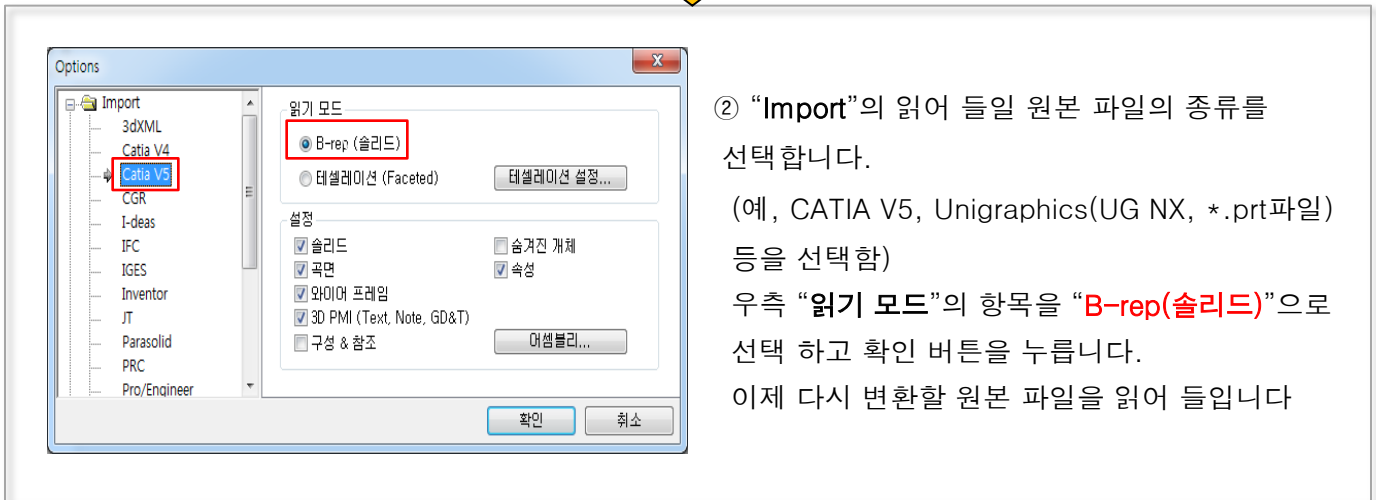 Options
X
Import
3dXML
Catia V4
Catia V5
CGR
I-deas
IFC
IGES
Inventor
JT
Parasolid
PRC
Pro/Engineer
읽기 모드
B-rep (솔리드)
테셀레이션 (Faceted)
테셀레이션 설정...
설정
솔리드
숨겨진 개체
곡면
속성
와이어 프레임
3D PMI (Text, Note, GD&T)
구성 & 참조
어셈블리...
확인
취소
② “Import”의 읽어 들일 원본 파일의 종류를
선택합니다.
(예, CATIA V5, Unigraphics(UG NX, *.prt파일)
등을 선택함)
우측 “읽기 모드”의 항목을 “B-rep(솔리드)”으로
선택 하고 확인 버튼을 누릅니다.
이제 다시 변환할 원본 파일을 읽어 들입니다